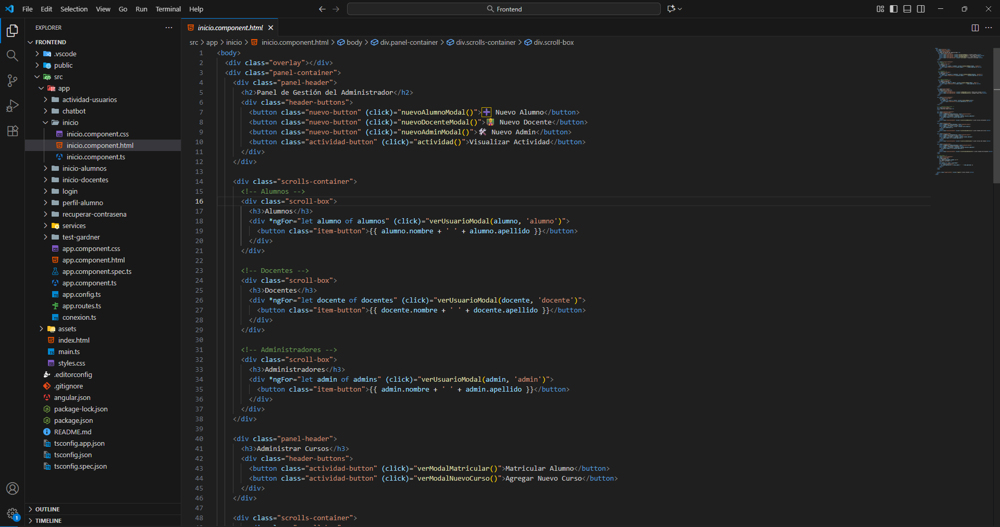 File Edit Selection View Go Run Terminal Help
Frontend
EXPLORER
FRONTEND
.vscode
public
src
app
actividad-usuarios
chatbot
inicio
inicio.component.css
inicio.component.html
inicio.component.ts
inicio-alumnos
inicio-docentes
login
perfil-alumno
recuperar-contrasena
services
test-gardner
app.component.css
app.component.html
app.component.spec.ts
app.component.ts
app.config.ts
app.routes.ts
conexion.ts
assets
index.html
main.ts
styles.css
.editorconfig
.gitignore
angular.json
package-lock.json
package.json
README.md
tsconfig.app.json
tsconfig.json
tsconfig.spec.json
OUTLINE
TIMELINE
1
inicio.component.html
src > app > inicio > inicio.component.html > body > div.panel-container > div.scrolls-container > div.scroll-box
1 <body>
2 <div class="overlay"></div>
3 <div class="panel-container">
4 <div class="panel-header">
5 <h2>Panel de Gestión del Administrador</h2>
6 <div class="header-buttons">
7 <button class="nuevo-button" (click)="nuevoAlumnoModal()">➕ Nuevo Alumno</button>
8 <button class="nuevo-button" (click)="nuevoDocenteModal()">👨‍🏫 Nuevo Docente</button>
9 <button class="nuevo-button" (click)="nuevoAdminModal()">🛠 Nuevo Admin</button>
10 <button class="actividad-button" (click)="actividad()">Visualizar Actividad</button>
11 </div>
12 </div>
13
14 <div class="scrolls-container">
15 <!-- Alumnos -->
16 <div class="scroll-box">
17 <h3>Alumnos</h3>
18 <div *ngFor="let alumno of alumnos" (click)="verUsuarioModal(alumno, 'alumno')">
19 <button class="item-button">{{ alumno.nombre + ' ' + alumno.apellido }}</button>
20 </div>
21 </div>
22
23 <!-- Docentes -->
24 <div class="scroll-box">
25 <h3>Docentes</h3>
26 <div *ngFor="let docente of docentes" (click)="verUsuarioModal(docente, 'docente')">
27 <button class="item-button">{{ docente.nombre + ' ' + docente.apellido }}</button>
28 </div>
29 </div>
30
31 <!-- Administradores -->
32 <div class="scroll-box">
33 <h3>Administradores</h3>
34 <div *ngFor="let admin of admins" (click)="verUsuarioModal(admin, 'admin')">
35 <button class="item-button">{{ admin.nombre + ' ' + admin.apellido }}</button>
36 </div>
37 </div>
38 </div>
39
40 <div class="panel-header">
41 <h3>Administrar Cursos</h3>
42 <div class="header-buttons">
43 <button class="actividad-button" (click)="verModalMatricular()">Matricular Alumno</button>
44 <button class="actividad-button" (click)="verModalNuevoCurso()">Agregar Nuevo Curso</button>
45 </div>
46 </div>
47
48 <div class="scrolls-container">